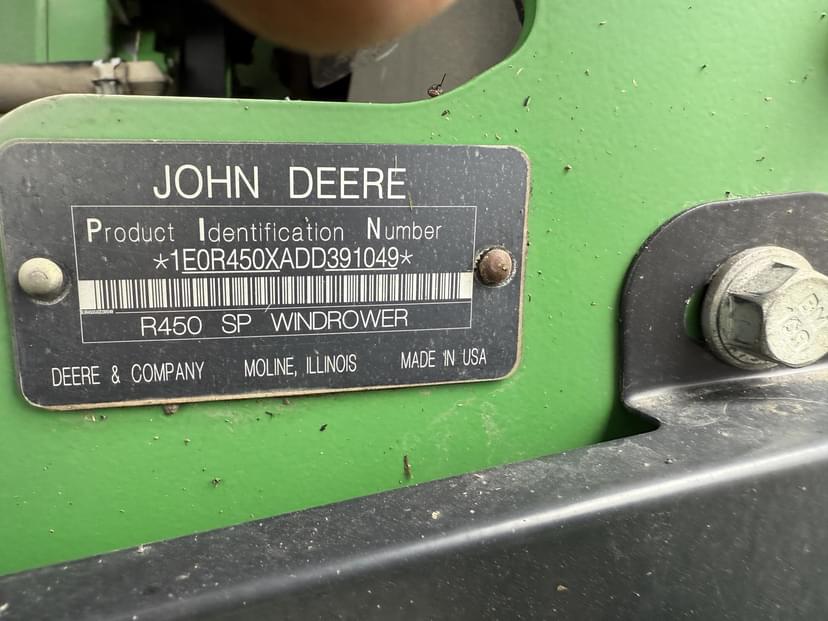 JOHN DEERE
Product Identification Number
*1E0R450XADD391049*
R450 SP WINDROWER
DEERE & COMPANY MOLINE, ILLINOIS MADE IN USA